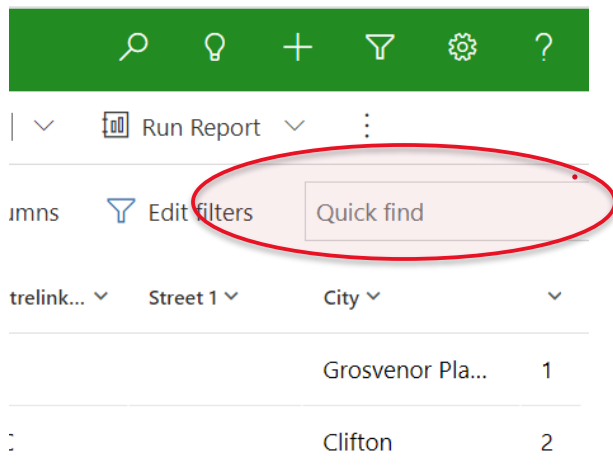 ?
Run Report
umns Edit filters Quick find
trelink... Street 1 City
Grosvenor Pla... 1
Clifton 2